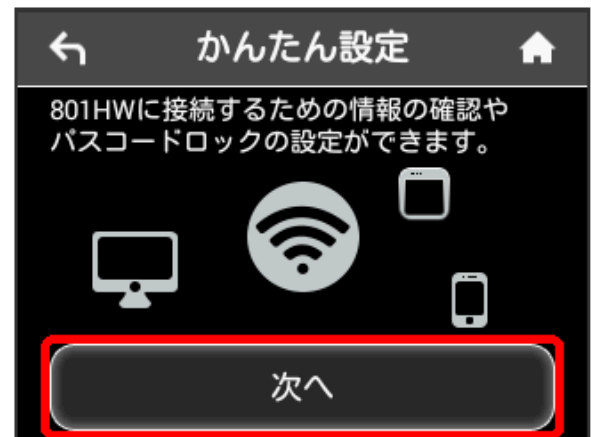 かんたん設定
801HWに接続するための情報の確認や
パスコードロックの設定ができます。
次へ